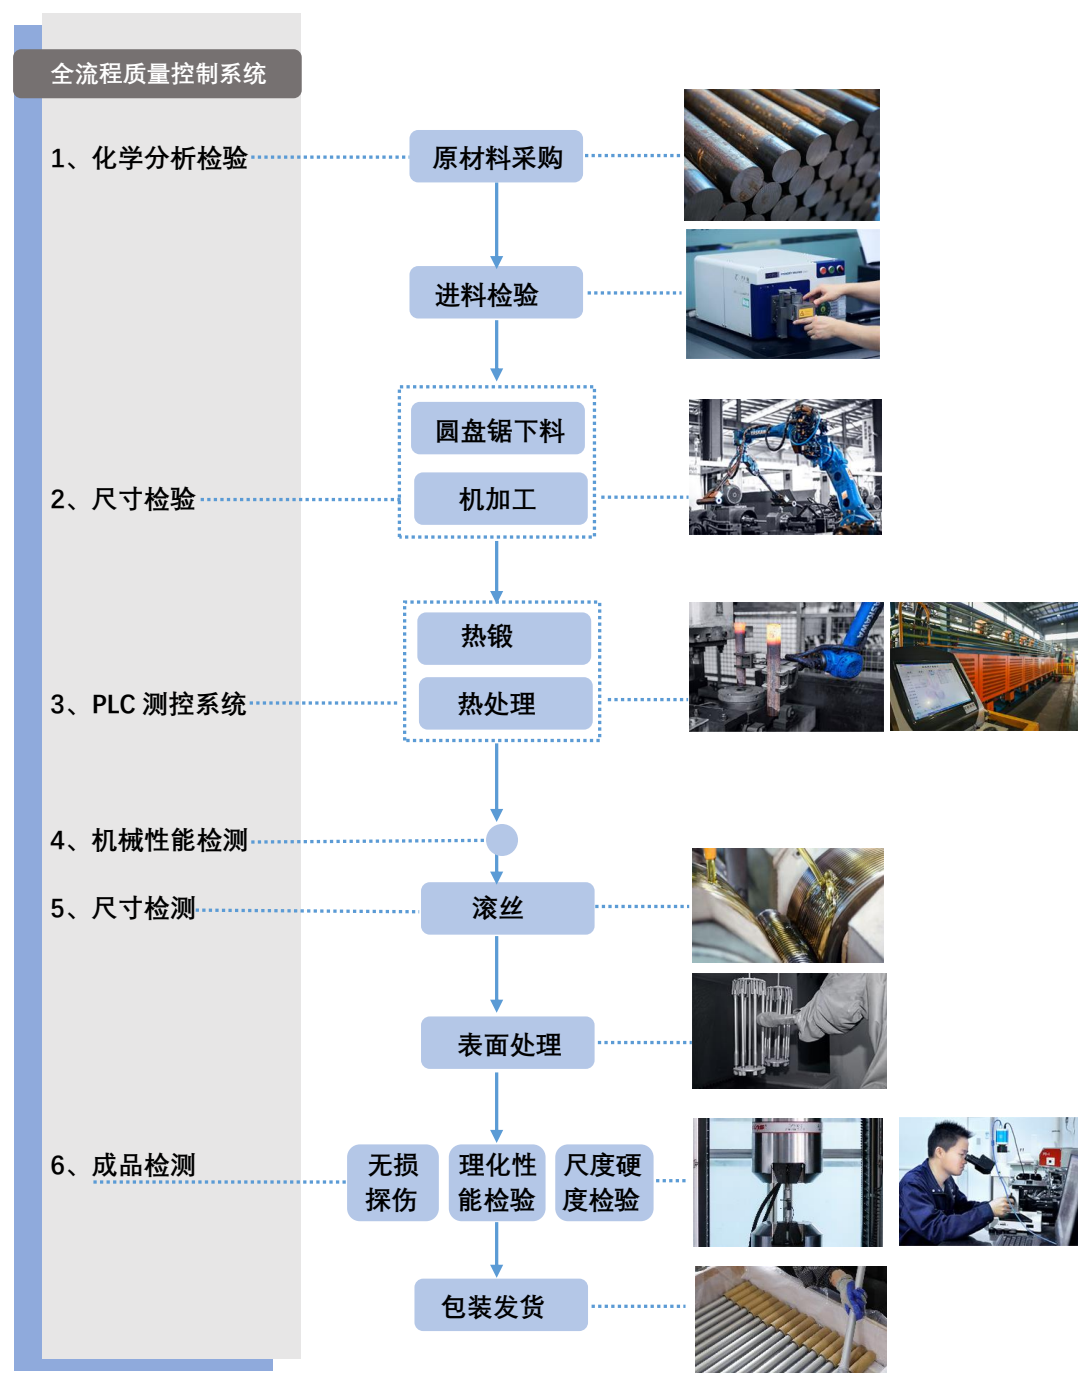 全流程质量控制系统
1、化学分析检验
原材料采购
进料检验
圆盘锯下料
2、尺寸检验
机加工
热锻
3、PLC 测控系统
热处理
4、机械性能检测
5、尺寸检测
滚丝
表面处理
6、成品检测
无损
探伤
理化性
能检验
尺度硬
度检验
包装发货